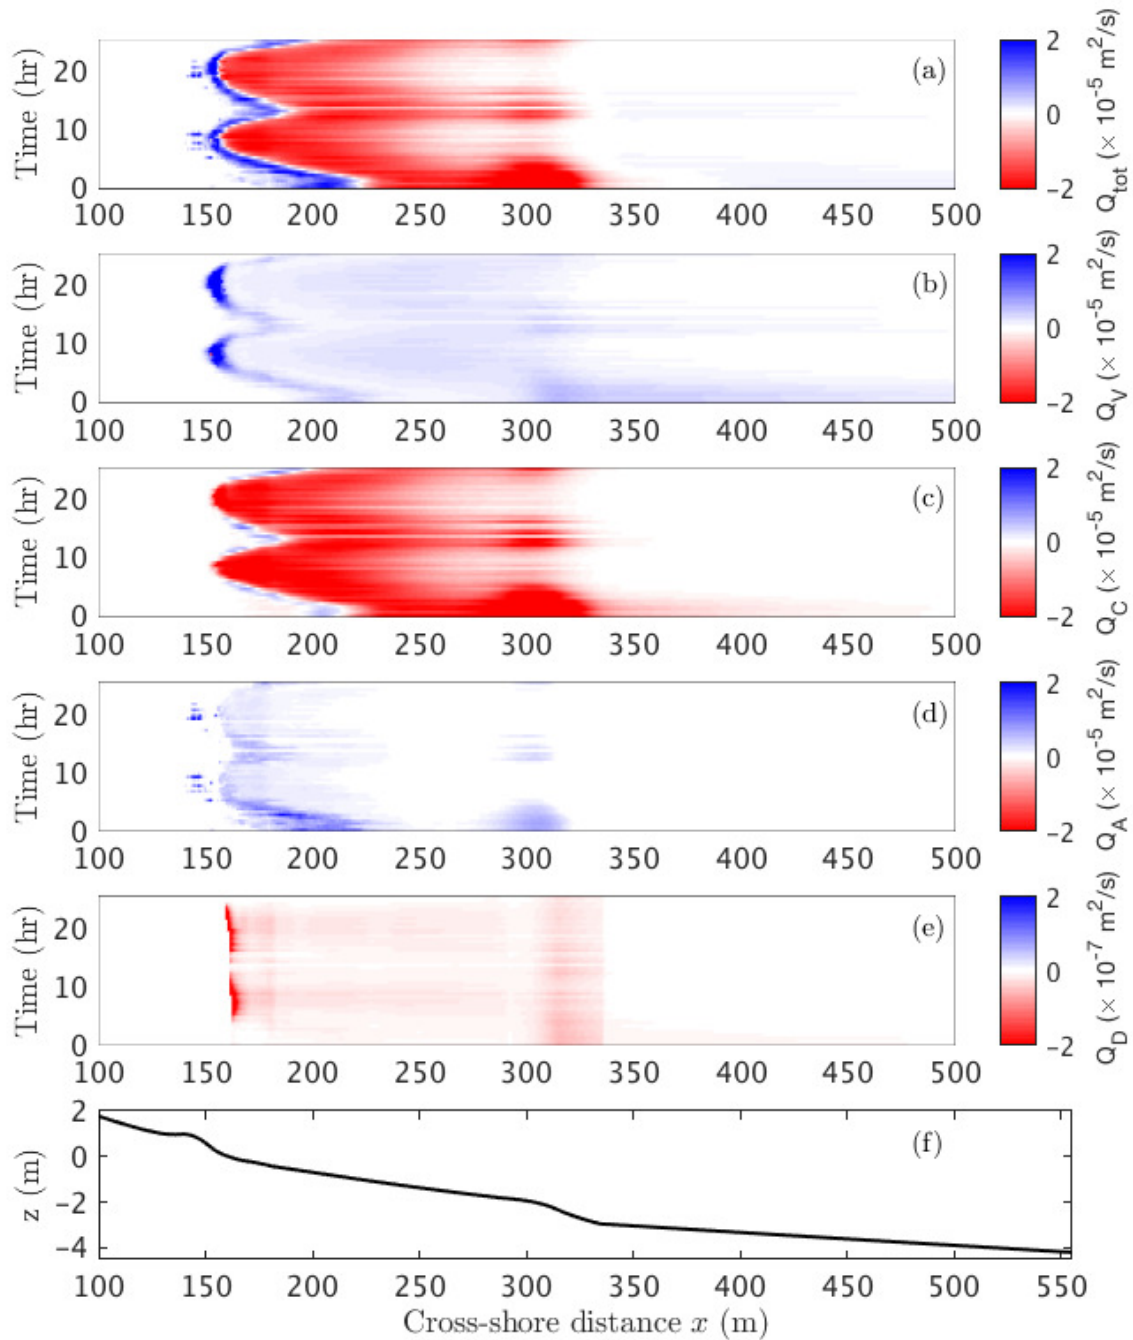 20
10
0
Time (hr)
(a)
100 150 200 250 300 350 400 450 500
2
0
-2
Q_tot (× 10^-5 m^2/s)
20
10
0
Time (hr)
(b)
100 150 200 250 300 350 400 450 500
2
0
-2
Q_V (× 10^-5 m^2/s)
20
10
0
Time (hr)
(c)
100 150 200 250 300 350 400 450 500
2
0
-2
Q_C (× 10^-5 m^2/s)
20
10
0
Time (hr)
(d)
100 150 200 250 300 350 400 450 500
2
0
-2
Q_A (× 10^-5 m^2/s)
20
10
0
Time (hr)
(e)
100 150 200 250 300 350 400 450 500
2
0
-2
Q_D (× 10^-7 m^2/s)
2
0
-2
-4
z (m)
(f)
100 150 200 250 300 350 400 450 500 550
Cross-shore distance x (m)